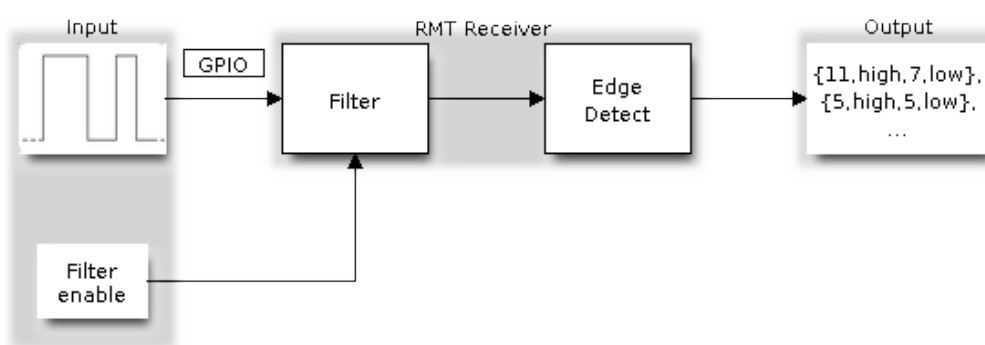 Input
RMT Receiver
Output
GPIO
Filter
Edge
Detect
{11,high,7,low},
{5,high,5,low},
...
Filter
enable